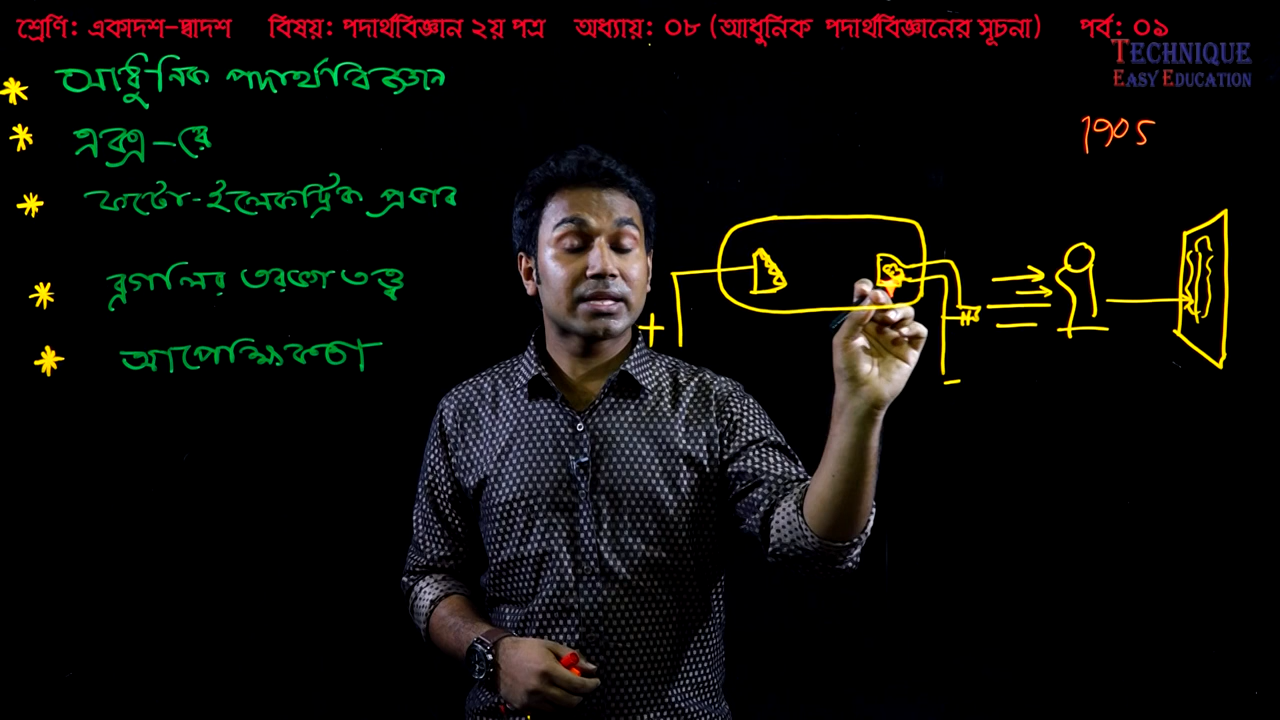 শ্রেণি: একাদশ-দ্বাদশ বিষয়: পদার্থবিজ্ঞান ২য় পত্র অধ্যায়: ০৮ (আধুনিক পদার্থবিজ্ঞানের সূচনা) পর্ব: ০১
TECHNIQUE
EASY EDUCATION
আধুনিক পদার্থবিজ্ঞান
1905
এক্স-রে
ফটো-ইলেকট্রিক প্রভাব
তরঙ্গ তত্ত্ব
আপেক্ষিকতা
+
-